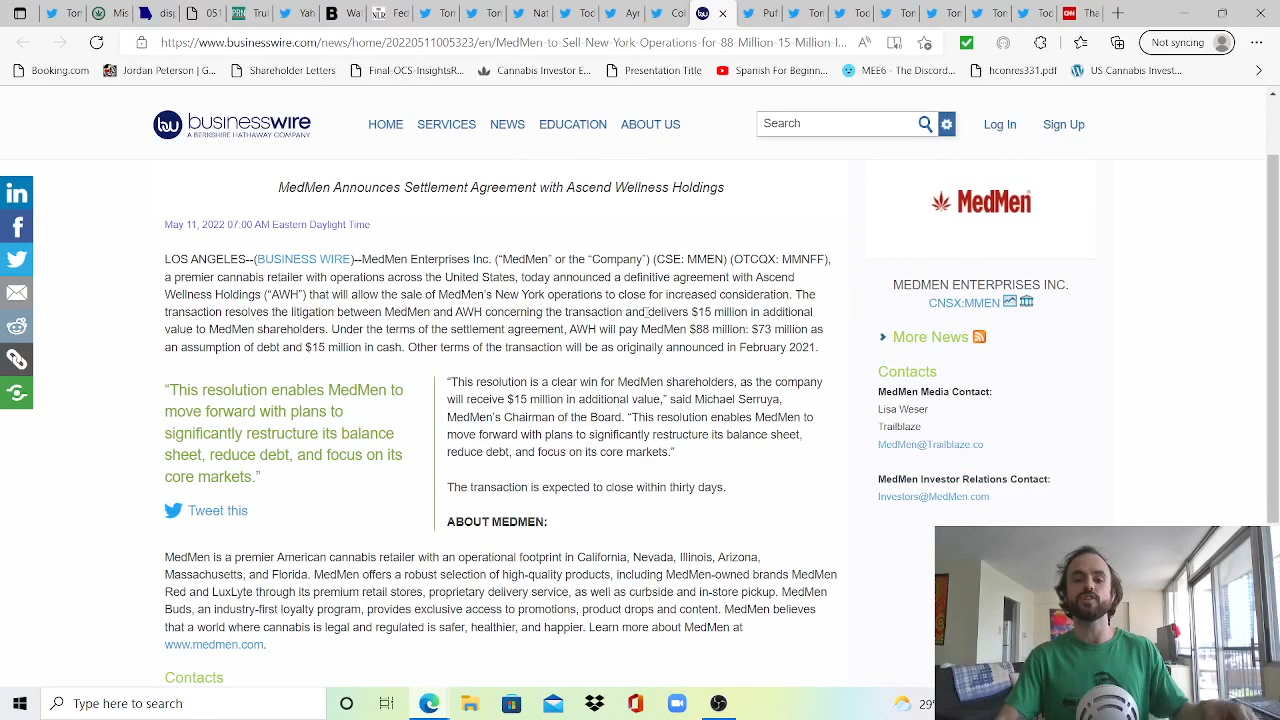 Yar
De
WN
https://www.businesswire.com/news/home/20220511005323/en/MedMen-to-Sell-New-York-Operations-for-88-Million-15-Million-I...
Not syncing
Booking.com
Jordan Peterson |...
Boulder Letters
Final-OCS-InsightsR...
Cannabis Investor E...
Presentation Title
Spanish For Beginn...
MEE6 - The Discord...
ex331.pdf
US Cannabis Compa...
businesswire
A BERKSHIRE HATHAWAY COMPANY
HOME SERVICES NEWS EDUCATION ABOUT US
Search
Log In Sign Up
MedMen Announces Settlement Agreement with Ascend Wellness Holdings
May 11, 2022 07:00 AM Eastern Daylight Time
LOS ANGELES--(BUSINESS WIRE)--MedMen Enterprises Inc. (“MedMen” or the “Company”) (CSE: MMEN) (OTCQX: MMNFF),
a premier cannabis retailer with operations across the United States, today announced a definitive agreement with Ascend
Wellness Holdings (“AWH”) that will allow the sale of MedMen’s New York operations to close for increased consideration. The
transaction resolves the litigation between MedMen and AWH concerning the transaction and delivers $15 million in additional
value to MedMen shareholders. Under the terms of the settlement agreement, AWH will pay MedMen $88 million: $73 million as
an assumption of debt and $15 million in cash. Other terms of the transaction will be as originally announced in February 2021.
“This resolution enables MedMen to
move forward with plans to
significantly restructure its balance
sheet, reduce debt, and focus on its
core markets.”
Tweet this
“This resolution is a clear win for MedMen shareholders, as the company
will receive $15 million in additional value,” said Michael Serruya,
MedMen’s Chairman of the Board. “This resolution enables MedMen to
move forward with plans to significantly restructure its balance sheet,
reduce debt, and focus on its core markets.”
The transaction is expected to close within thirty days.
ABOUT MEDMEN:
MedMen is a premier American cannabis retailer with an operational footprint in California, Nevada, Illinois, Arizona,
Massachusetts, and Florida. MedMen offers a robust selection of high-quality products, including MedMen-owned brands MedMen
Red and LuxLyte through its premium retail stores, proprietary delivery service, as well as curbside and in-store pickup. MedMen
Buds, an industry-first loyalty program, provides exclusive access to promotions, product drops and content. MedMen believes
that a world where cannabis is legal and regulated is safer, healthier, and happier. Learn more about MedMen at
www.medmen.com.
Contacts
MedMen
MEDMEN ENTERPRISES INC.
CNSX:MMEN
More News
Contacts
MedMen Media Contact:
Lisa Weser
Trailblaze
MedMen@Trailblaze.co
MedMen Investor Relations Contact:
Investors@MedMen.com
Type here to search